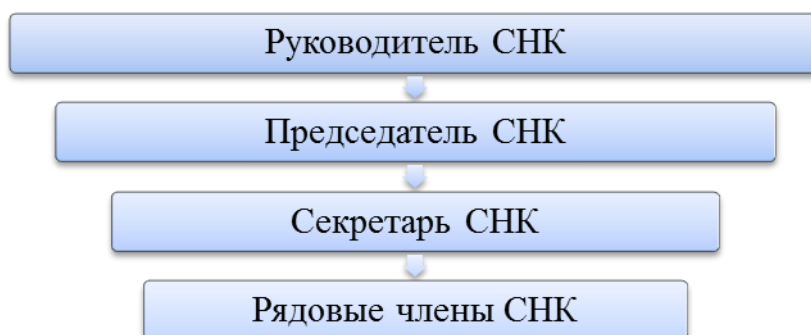 Руководитель СНК
Председатель СНК
Секретарь СНК
Рядовые члены СНК